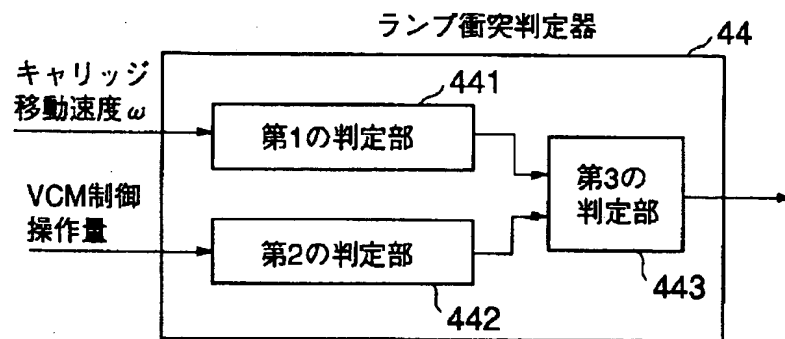 ランプ衝突判定器
44
キャリッジ
移動速度ω
441
第1の判定部
第3の
判定部
VCM制御
操作量
第2の判定部
443
442